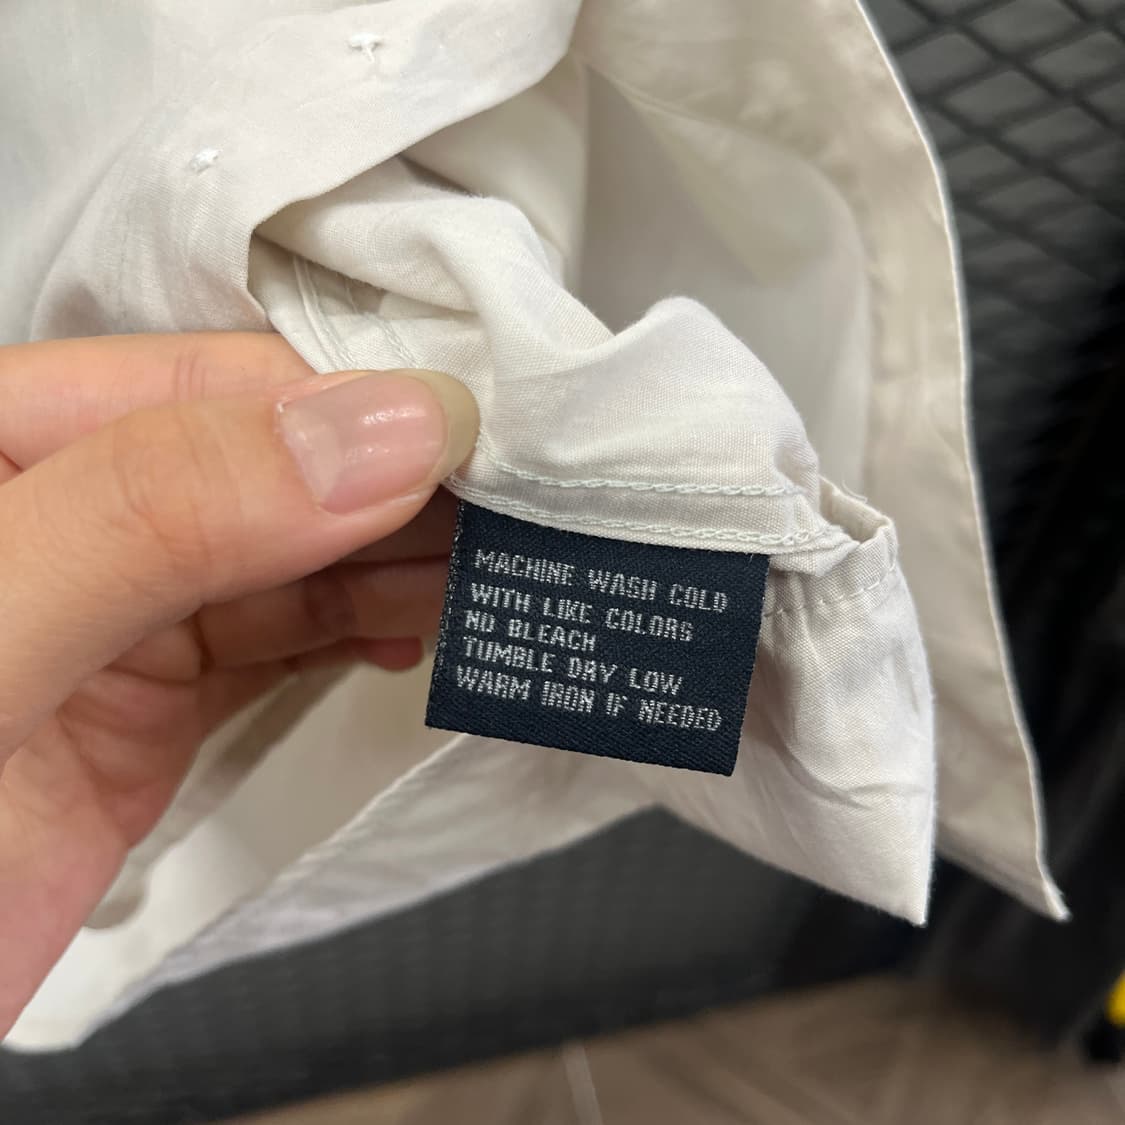 MACHINE WASH COLD
WITH LIKE COLORS
NO BLEACH
TUMBLE DRY LOW
WARM IRON IF NEEDED